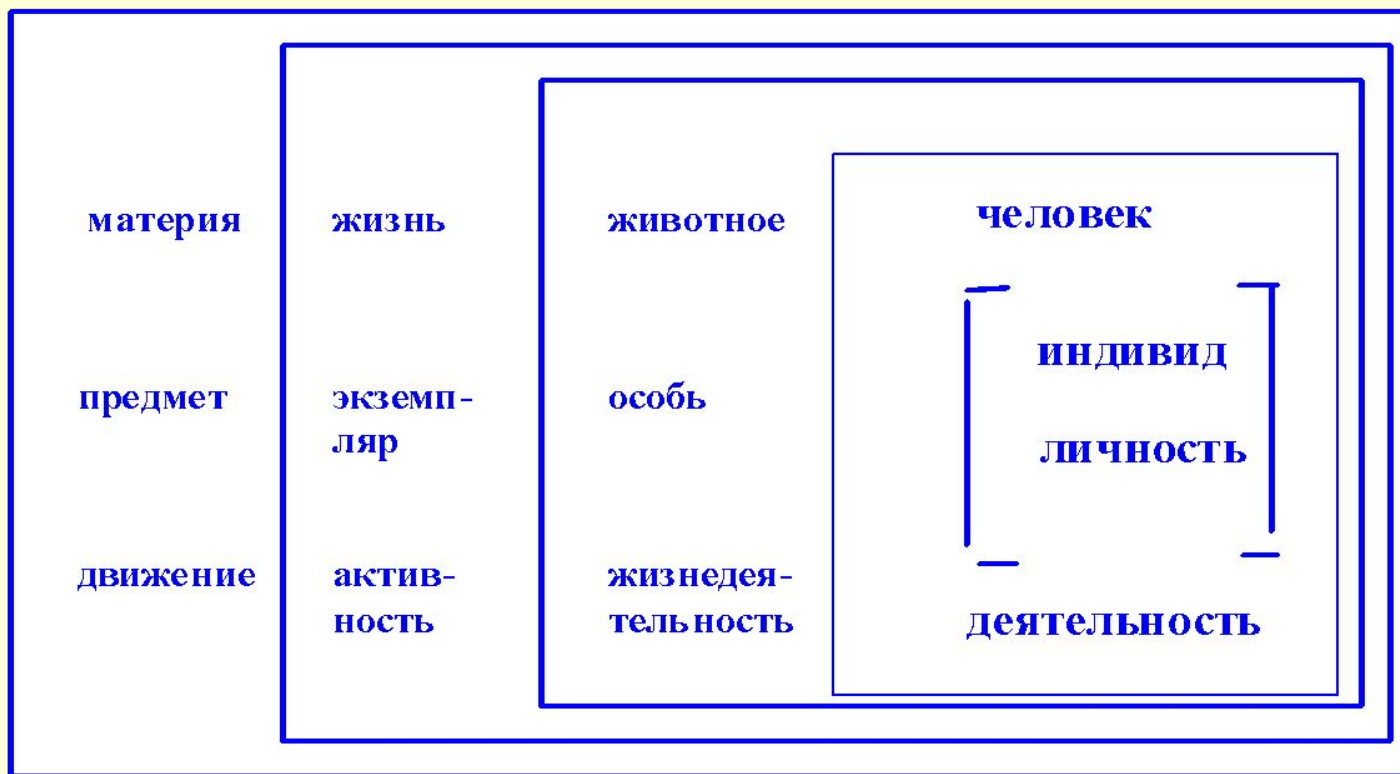 материя
предмет
движение
жизнь
экземп-
ляр
актив-
ность
животное
особь
жизнедея-
тельность
человек
индивид
личность
деятельность